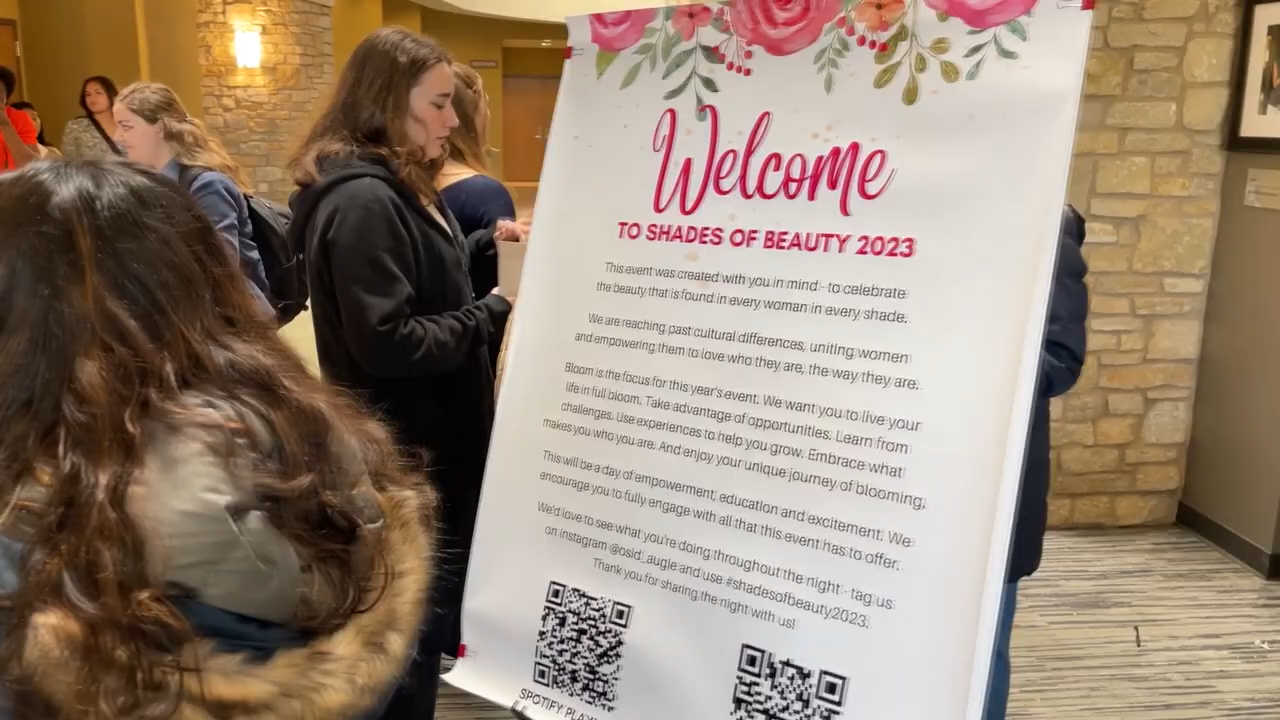 Welcome
TO SHADES OF BEAUTY 2023
This event was created with you in mind - to celebrate
the beauty that is found in every woman in every shade.
We are reaching past cultural differences, uniting women
and empowering them to love who they are, the way they are.
Bloom is the focus for this year's event. We want you to live your
life in full bloom. Take advantage of opportunities. Learn from
challenges. Use experiences to help you grow. Embrace what
makes you who you are. And enjoy your unique journey of blooming.
This will be a day of empowerment, education and excitement. We
encourage you to fully engage with all that this event has to offer.
We'd love to see what you're doing throughout the night - tag us
on instagram @osid_augie and use #shadesofbeauty2023.
Thank you for sharing the night with us!
SPOTIFY